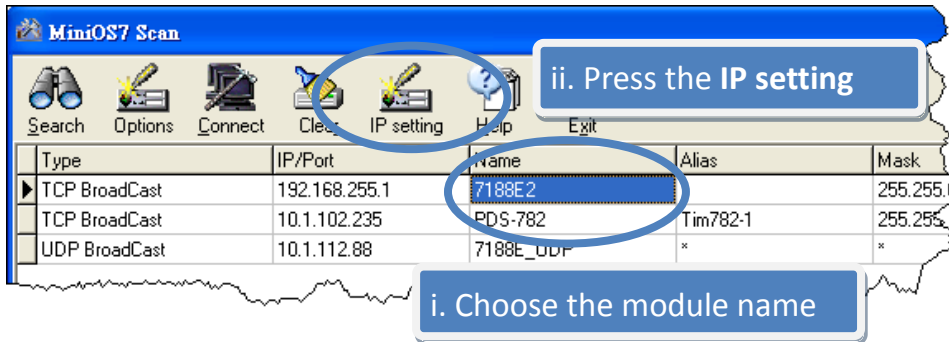 MiniOS7 Scan
ii. Press the IP setting
Search Options Connect Clear IP setting Help Exit
Type IP/Port Name Alias Mask
TCP BroadCast 192.168.255.1 7188E2 255.255.
TCP BroadCast 10.1.102.235 PDS-782 Tim782-1 255.255.
UDP BroadCast 10.1.112.88 7188E_UDP * *
i. Choose the module name